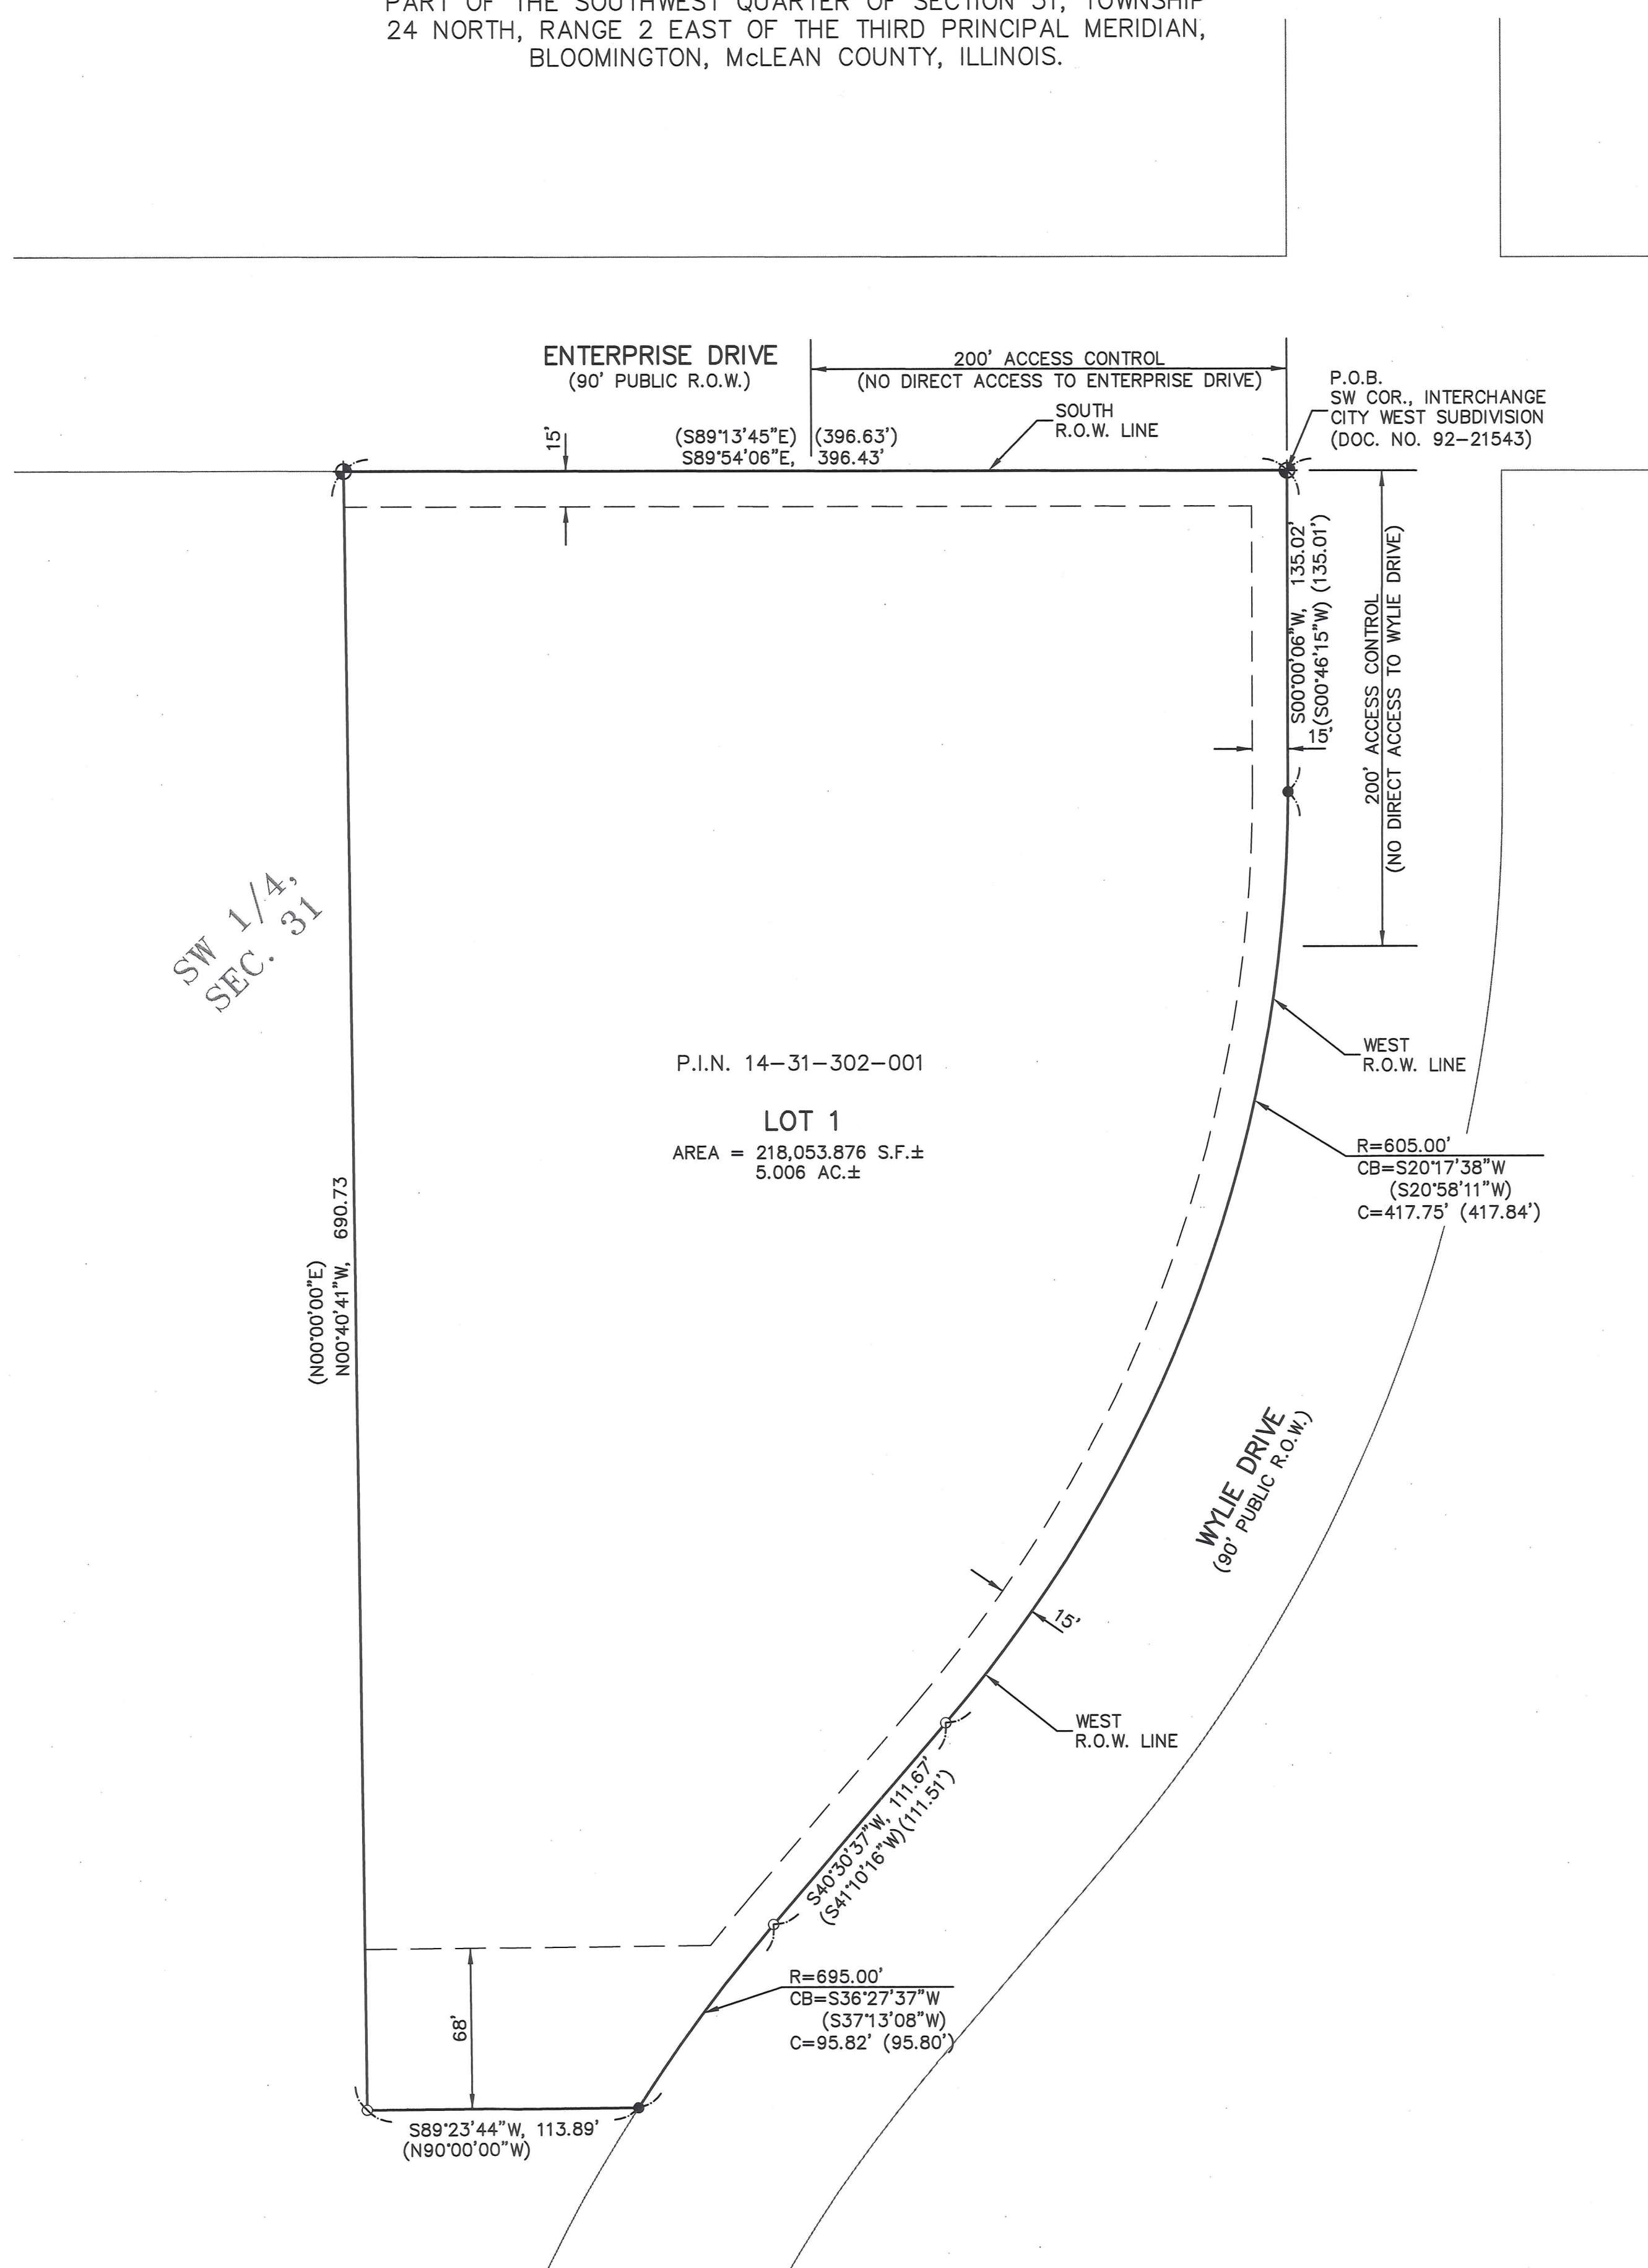 PART OF THE SOUTHWEST QUARTER OF SECTION 31, TOWNSHIP
24 NORTH, RANGE 2 EAST OF THE THIRD PRINCIPAL MERIDIAN,
BLOOMINGTON, McLEAN COUNTY, ILLINOIS.
ENTERPRISE DRIVE
(90' PUBLIC R.O.W.)
200' ACCESS CONTROL
(NO DIRECT ACCESS TO ENTERPRISE DRIVE)
P.O.B.
SW COR., INTERCHANGE
CITY WEST SUBDIVISION
(DOC. NO. 92-21543)
SOUTH
R.O.W. LINE
15'
(S89°13'45"E) (396.63')
S89°54'06"E, 396.43'
S00°00'06"W, 135.02'
(S00°46'15"W) (135.01')
15'
200' ACCESS CONTROL
(NO DIRECT ACCESS TO WYLIE DRIVE)
SW 1/4,
SEC. 31
WEST
R.O.W. LINE
P.I.N. 14-31-302-001
LOT 1
AREA = 218,053.876 S.F.±
5.006 AC.±
R=605.00'
CB=S20°17'38"W
(S20°58'11"W)
C=417.75' (417.84')
(N00°00'00"E)
N00°40'41"W, 690.73
WYLIE DRIVE
(90' PUBLIC R.O.W.)
15'
WEST
R.O.W. LINE
S40°30'37"W, 111.67'
(S41°10'16"W)(111.51')
R=695.00'
CB=S36°27'37"W
(S37°13'08"W)
C=95.82' (95.80')
68'
S89°23'44"W, 113.89'
(N90°00'00"W)